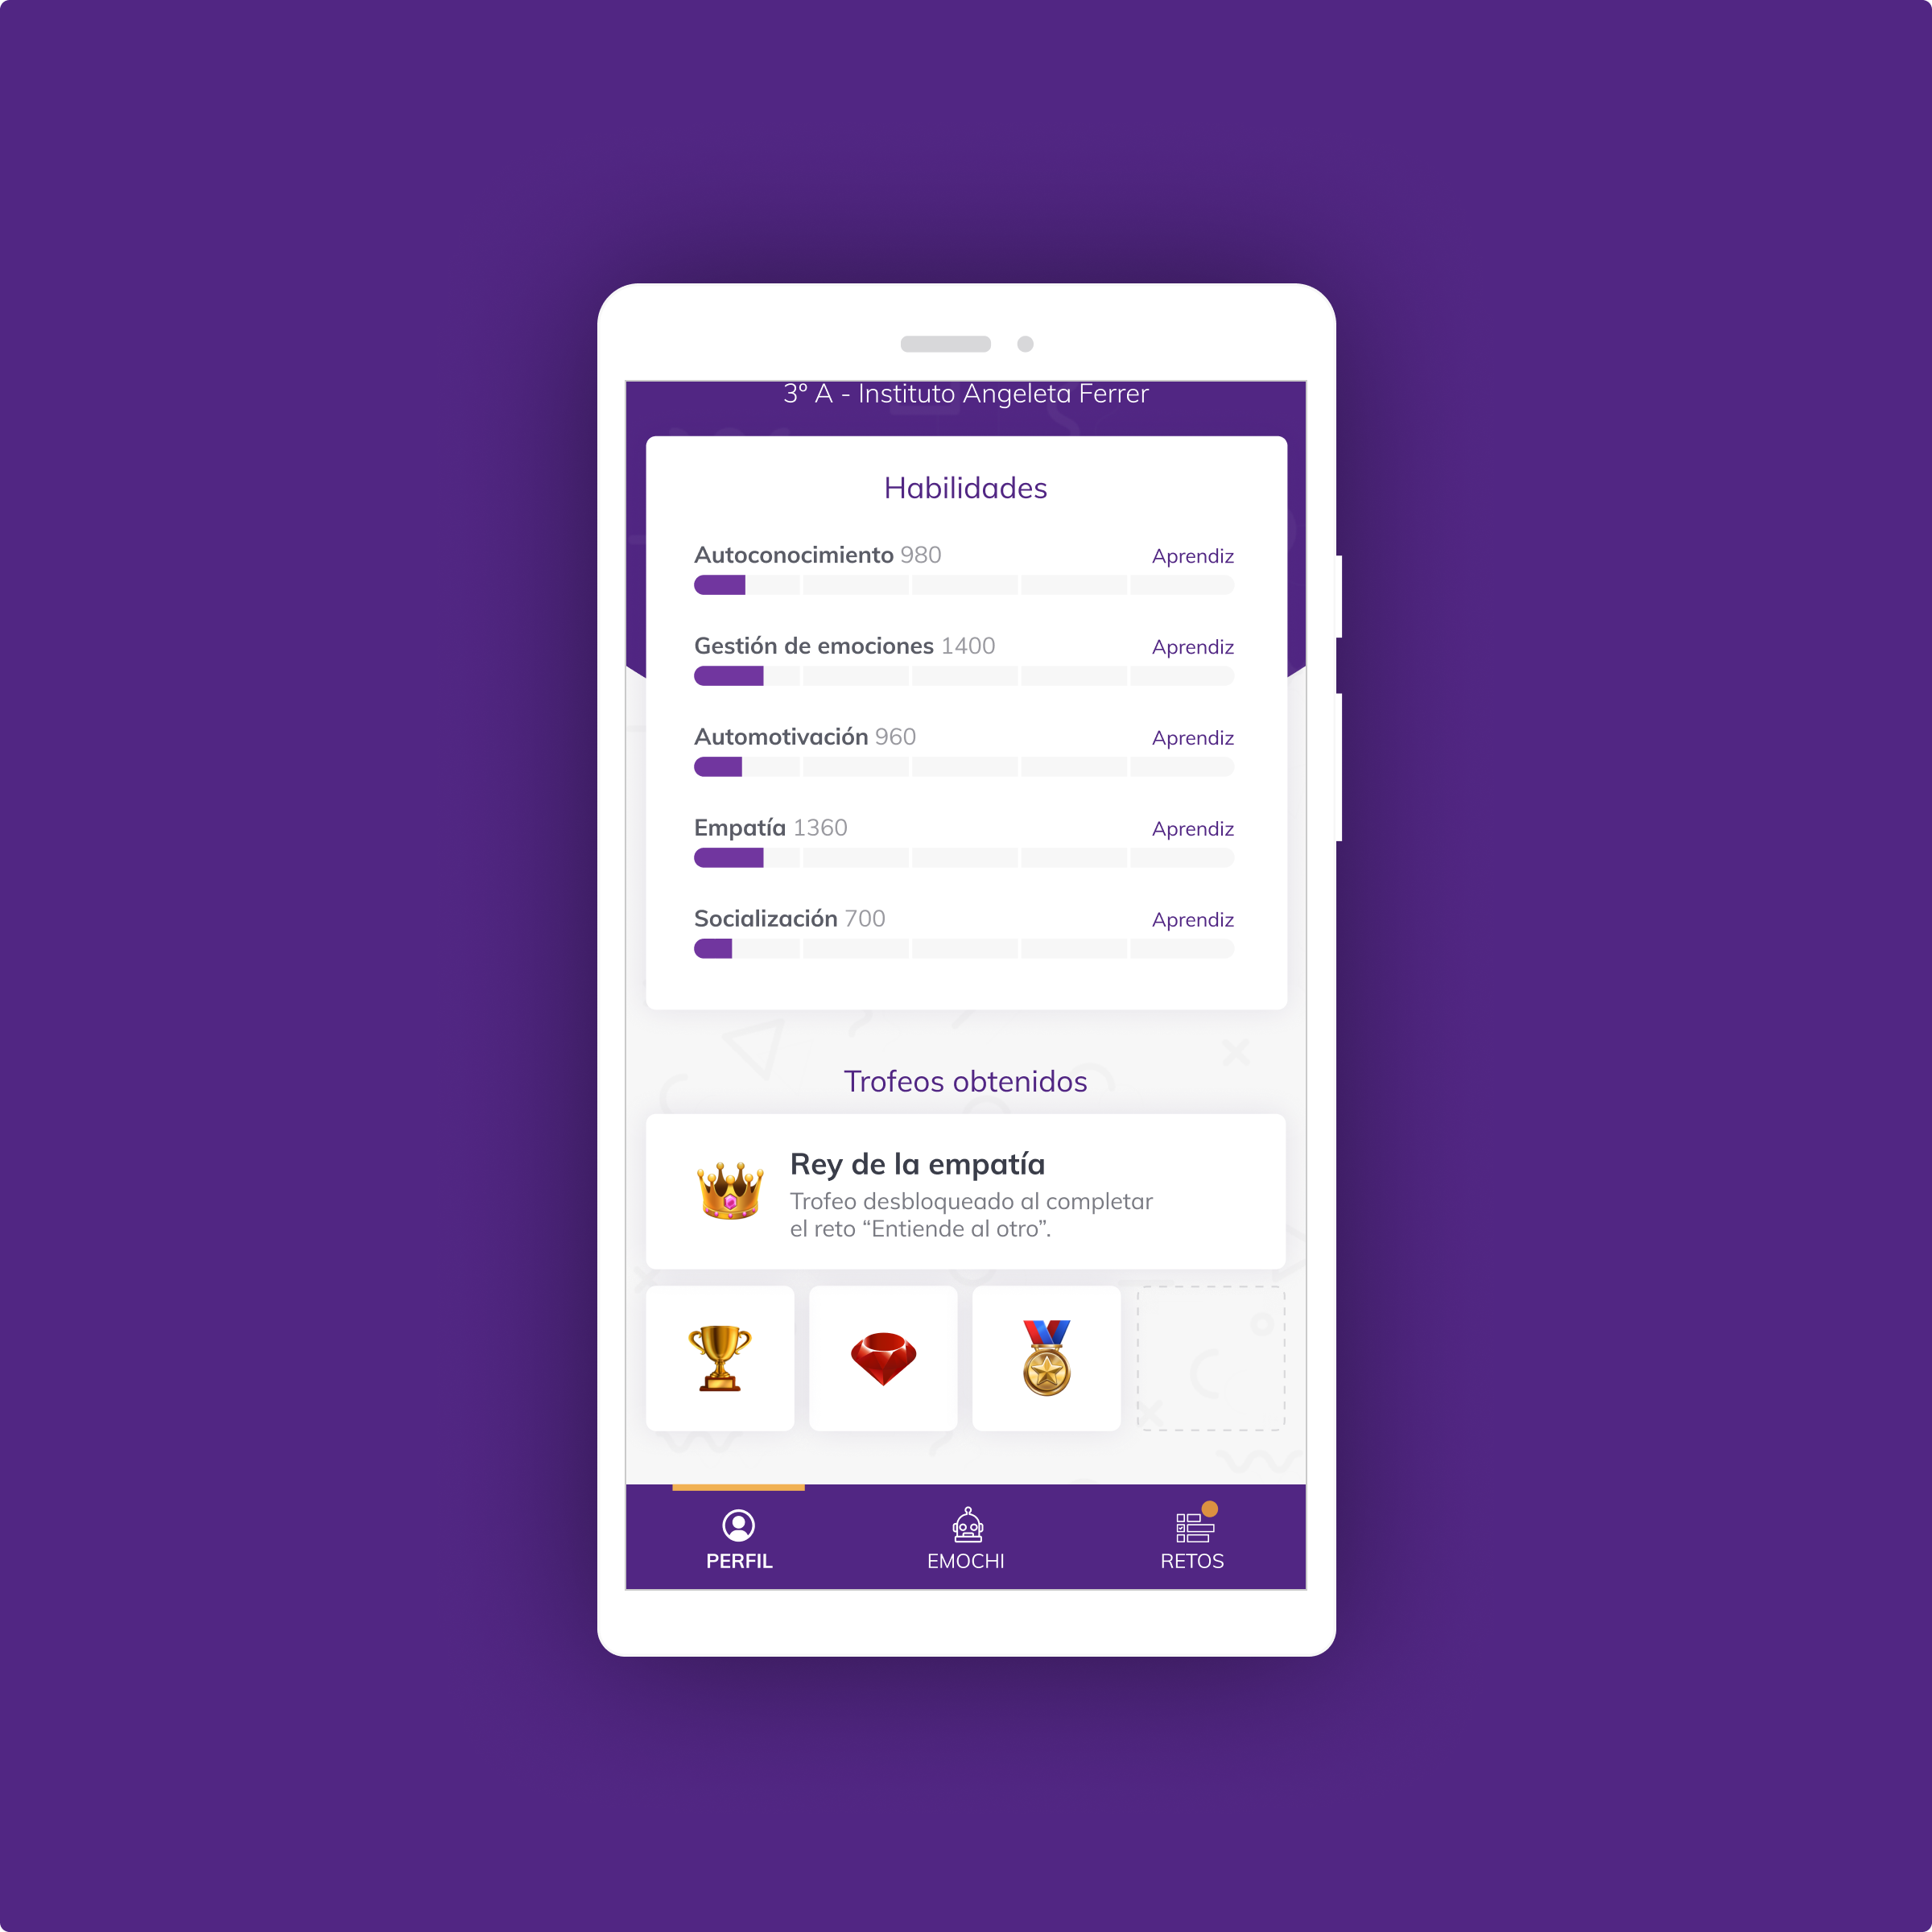 3º A - Instituto Angeleta Ferrer
Habilidades
Autoconocimiento 980 Aprendiz
Gestión de emociones 1400 Aprendiz
Automotivación 960 Aprendiz
Empatía 1360 Aprendiz
Socialización 700 Aprendiz
Trofeos obtenidos
Rey de la empatía
Trofeo desbloqueado al completar
el reto “Entiende al otro”.
PERFIL EMOCHI RETOS